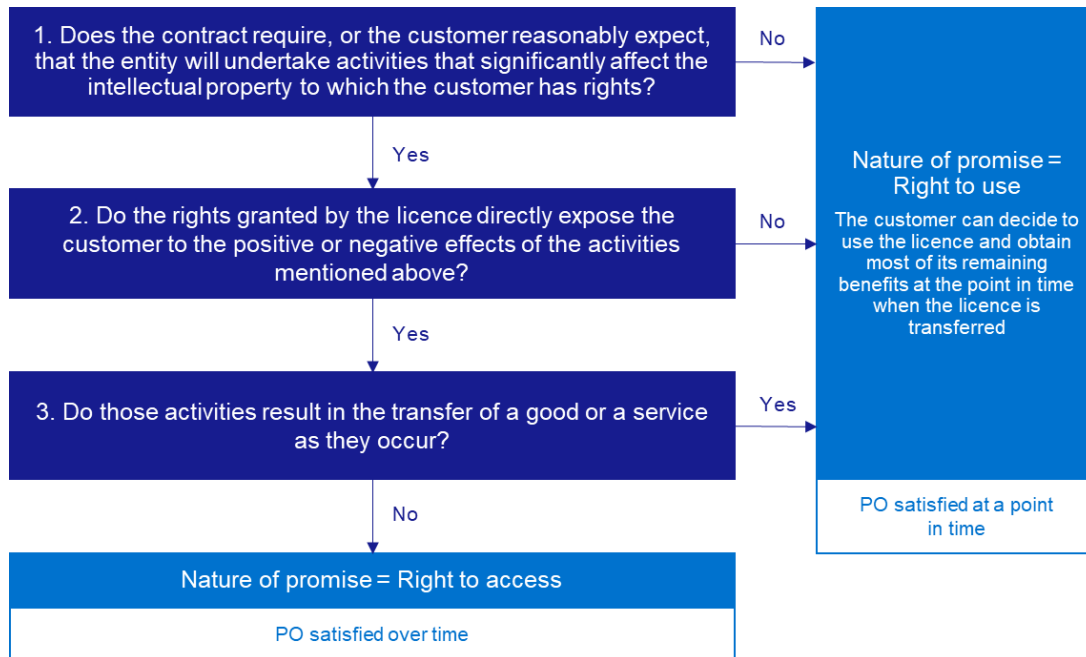 1. Does the contract require, or the customer reasonably expect,
that the entity will undertake activities that significantly affect the
intellectual property to which the customer has rights?
No
Yes
2. Do the rights granted by the licence directly expose the
customer to the positive or negative effects of the activities
mentioned above?
No
Yes
3. Do those activities result in the transfer of a good or a service
as they occur?
Yes
No
Nature of promise = Right to access
PO satisfied over time
Nature of promise =
Right to use
The customer can decide to
use the licence and obtain
most of its remaining
benefits at the point in time
when the licence is
transferred
PO satisfied at a point
in time